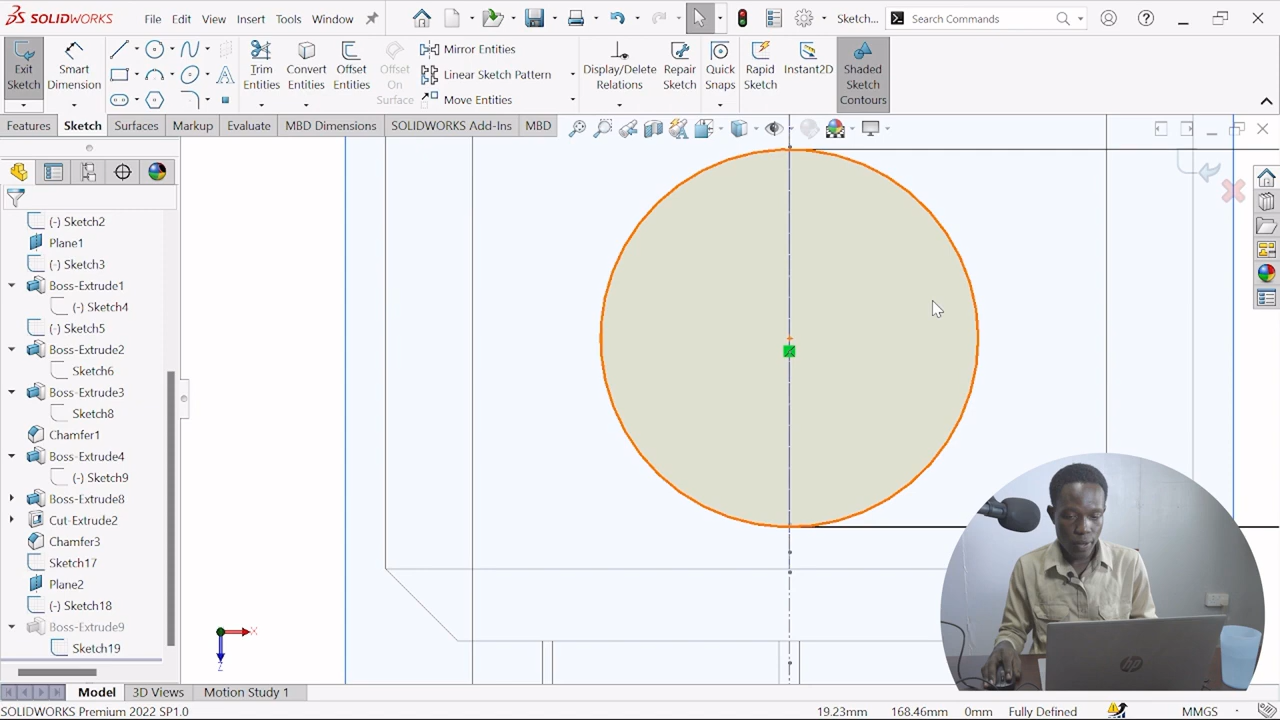 SOLIDWORKS File Edit View Insert Tools Window Sketch... Search Commands
Exit Sketch
Smart Dimension
Trim Entities
Convert Entities
Offset Entities
Offset On Surface
Mirror Entities
Linear Sketch Pattern
Move Entities
Display/Delete Relations
Repair Sketch
Quick Snaps
Rapid Sketch
Instant2D
Shaded Sketch Contours
Features Sketch Surfaces Markup Evaluate MBD Dimensions SOLIDWORKS Add-Ins MBD
(-) Sketch2
Plane1
(-) Sketch3
Boss-Extrude1
(-) Sketch4
(-) Sketch5
Boss-Extrude2
Sketch6
Boss-Extrude3
Sketch8
Chamfer1
Boss-Extrude4
(-) Sketch9
Boss-Extrude8
Cut-Extrude2
Chamfer3
Sketch17
Plane2
(-) Sketch18
Boss-Extrude9
Sketch19
X
Z
hp
Model 3D Views Motion Study 1
SOLIDWORKS Premium 2022 SP1.0 19.23mm 168.46mm 0mm Fully Defined MMGS